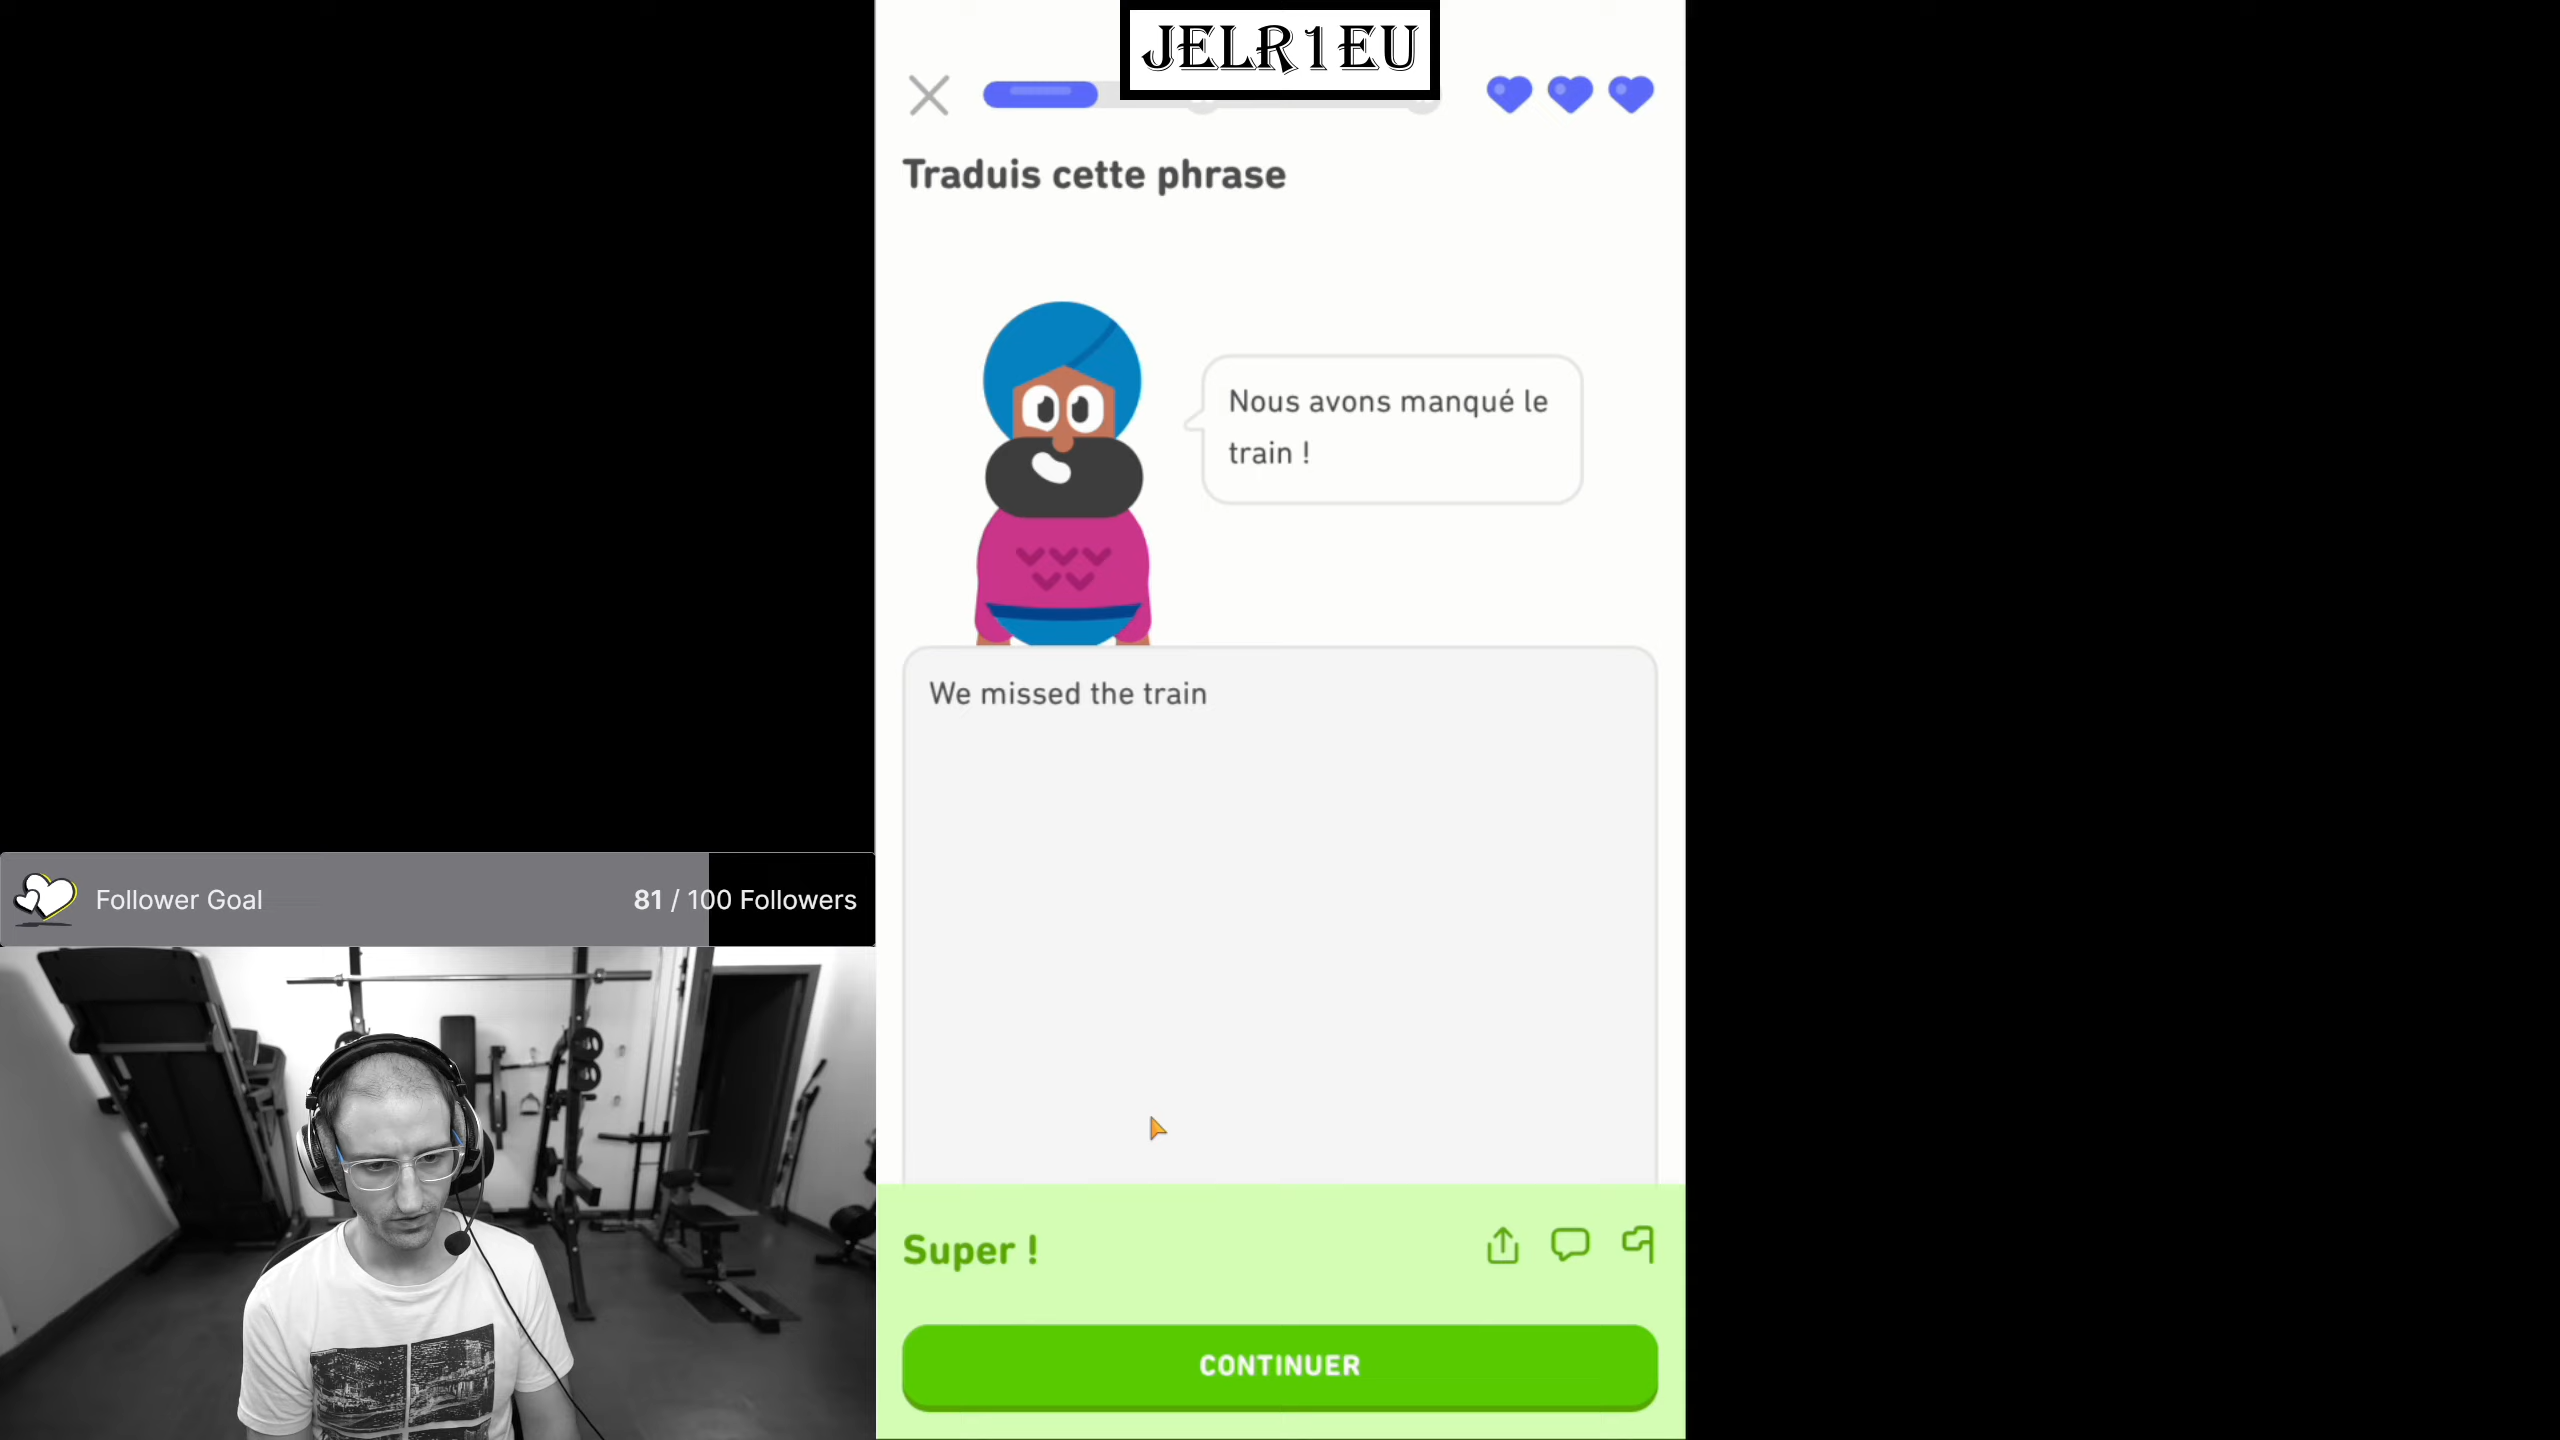 JELR1EU
Traduis cette phrase
Nous avons manqué le
train !
We missed the train
Follower Goal
81 / 100 Followers
Super !
CONTINUER